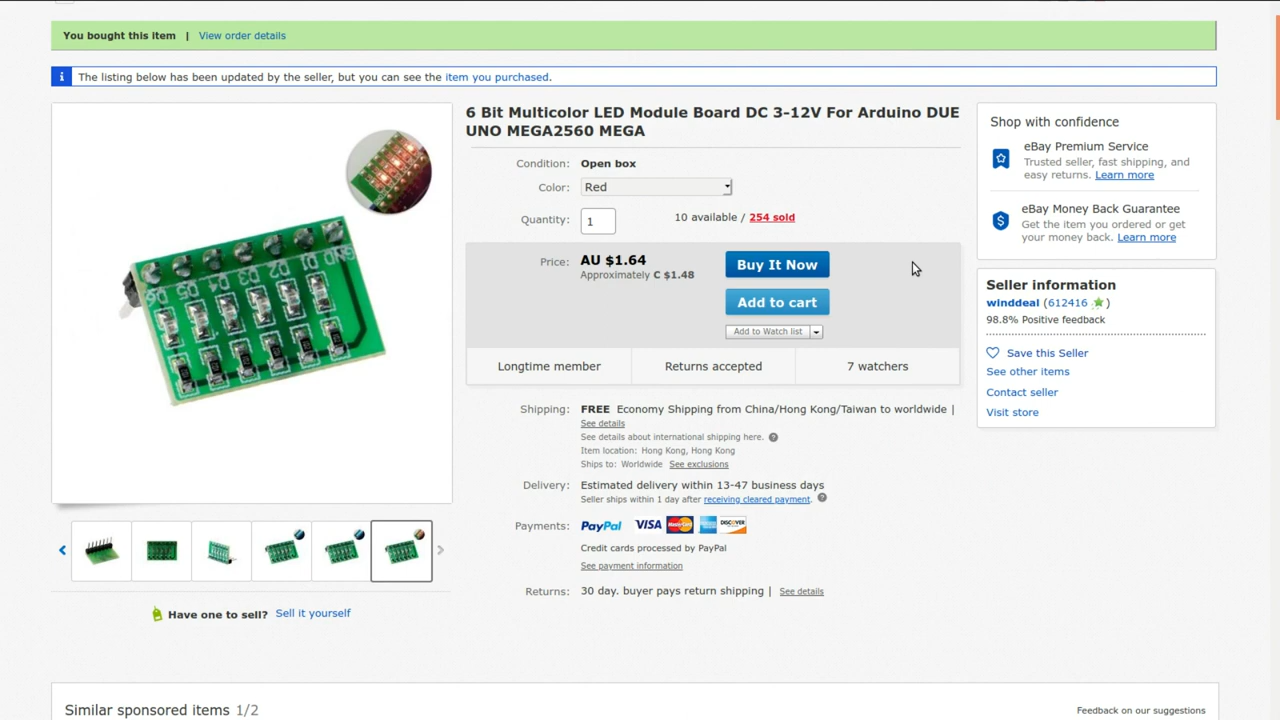 You bought this item | View order details
i The listing below has been updated by the seller, but you can see the item you purchased.
6 Bit Multicolor LED Module Board DC 3-12V For Arduino DUE
UNO MEGA2560 MEGA
Condition: Open box
Color: Red
Quantity: 1 10 available / 254 sold
Price: AU $1.64
Approximately C $1.48
Buy It Now
Add to cart
Add to Watch list
Longtime member Returns accepted 7 watchers
Shipping: FREE Economy Shipping from China/Hong Kong/Taiwan to worldwide |
See details
See details about international shipping here. ?
Item location: Hong Kong, Hong Kong
Ships to: Worldwide See exclusions
Delivery: Estimated delivery within 13-47 business days
Seller ships within 1 day after receiving cleared payment. ?
Payments: PayPal VISA MasterCard DISCOVER
Credit cards processed by PayPal
See payment information
Returns: 30 day. buyer pays return shipping | See details
Shop with confidence
eBay Premium Service
Trusted seller, fast shipping, and
easy returns. Learn more
eBay Money Back Guarantee
Get the item you ordered or get
your money back. Learn more
Seller information
winddeal (612416 )
98.8% Positive feedback
Save this Seller
See other items
Contact seller
Visit store
D6 D5 D4 D3 D2 D1 GND
Have one to sell? Sell it yourself
Similar sponsored items 1/2
Feedback on our suggestions